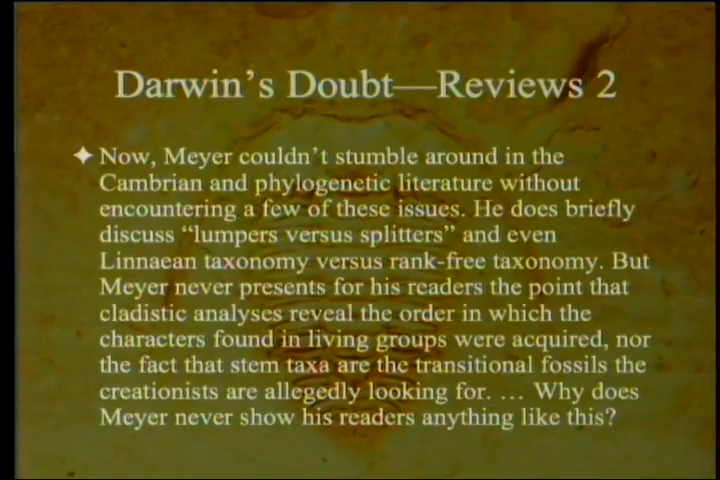 Darwin's Doubt—Reviews 2
Now, Meyer couldn't stumble around in the
Cambrian and phylogenetic literature without
encountering a few of these issues. He does briefly
discuss “lumpers versus splitters” and even
Linnaean taxonomy versus rank-free taxonomy. But
Meyer never presents for his readers the point that
cladistic analyses reveal the order in which the
characters found in living groups were acquired, nor
the fact that stem taxa are the transitional fossils the
creationists are allegedly looking for. … Why does
Meyer never show his readers anything like this?